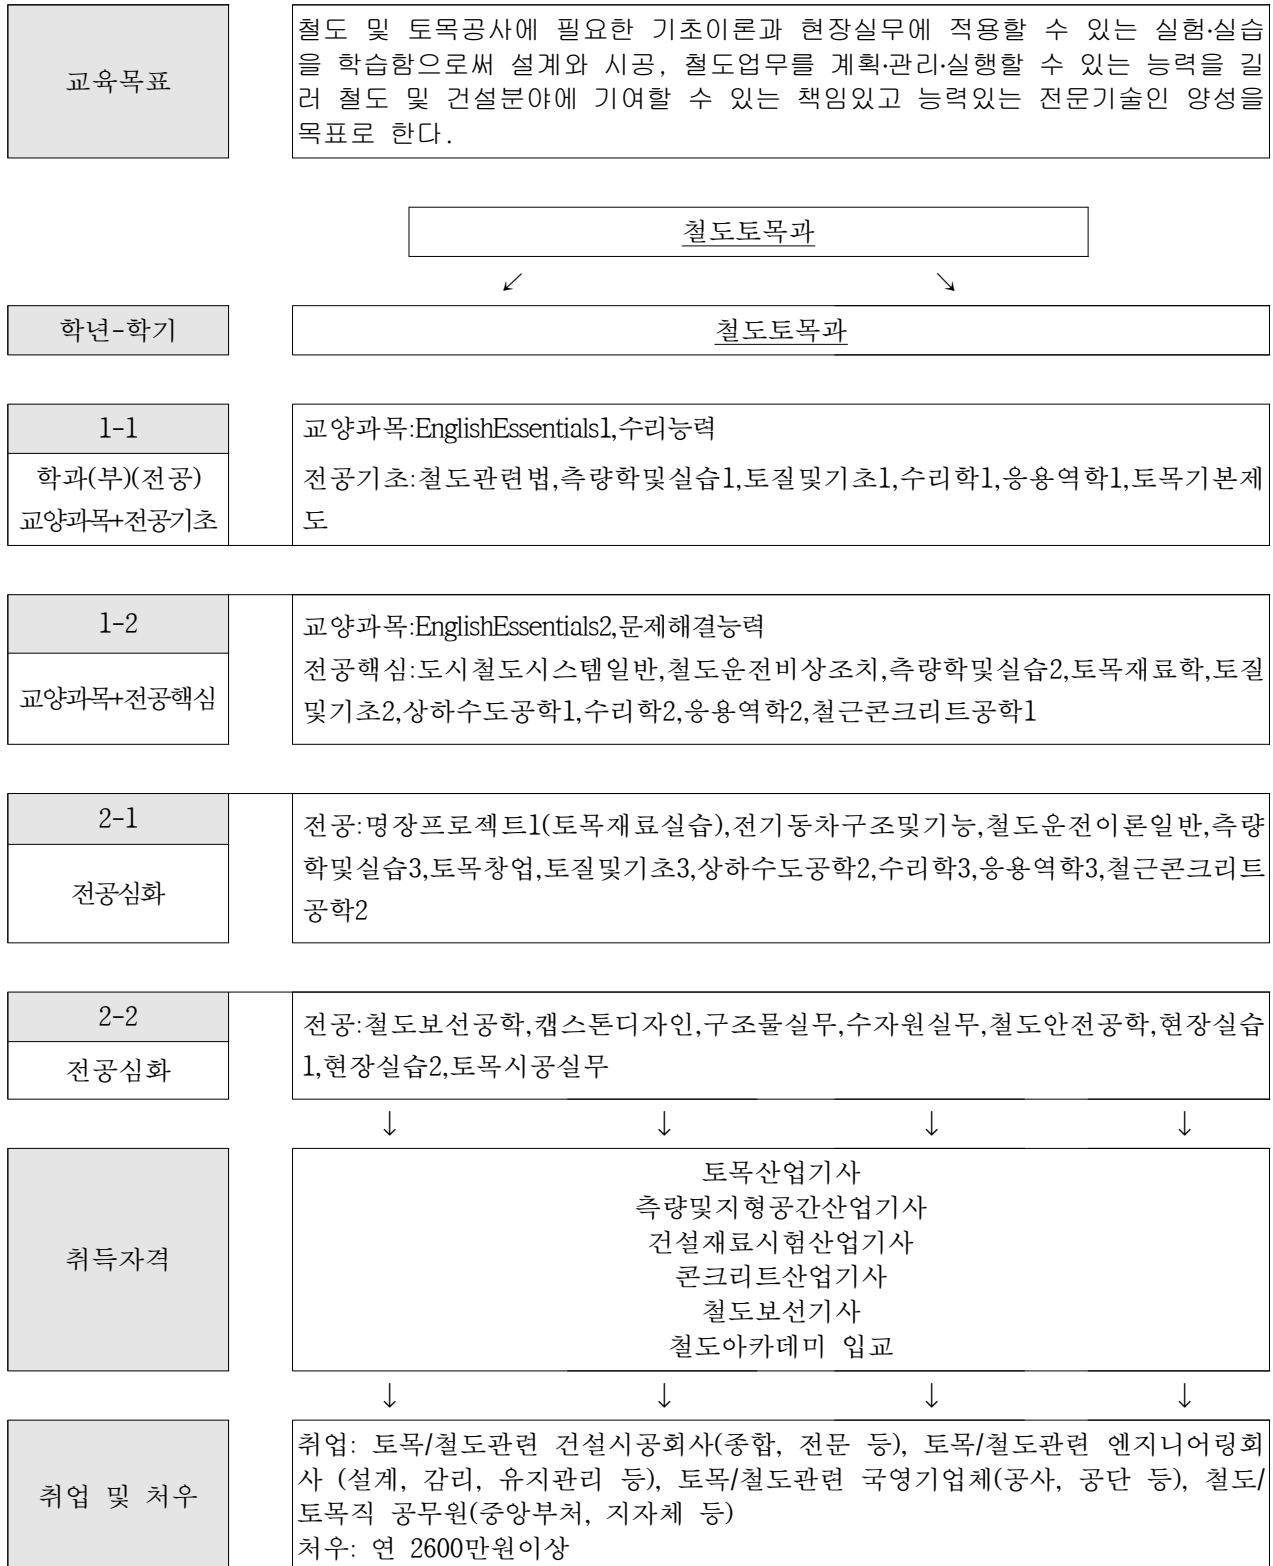 교육목표
철도 및 토목공사에 필요한 기초이론과 현장실무에 적용할 수 있는 실험·실습
을 학습함으로써 설계와 시공, 철도업무를 계획·관리·실행할 수 있는 능력을 길
러 철도 및 건설분야에 기여할 수 있는 책임있고 능력있는 전문기술인 양성을
목표로 한다.
철도토목과
↙ ↘
학년-학기
철도토목과
1-1
학과(부)(전공)
교양과목+전공기초
교양과목:EnglishEssentials1,수리능력
전공기초:철도관련법,측량학및실습1,토질및기초1,수리학1,응용역학1,토목기본제
도
1-2
교양과목+전공핵심
교양과목:EnglishEssentials2,문제해결능력
전공핵심:도시철도시스템일반,철도운전비상조치,측량학및실습2,토목재료학,토질
및기초2,상하수도공학1,수리학2,응용역학2,철근콘크리트공학1
2-1
전공심화
전공:명장프로젝트1(토목재료실습),전기동차구조및기능,철도운전이론일반,측량
학및실습3,토목창업,토질및기초3,상하수도공학2,수리학3,응용역학3,철근콘크리트
공학2
2-2
전공심화
전공:철도보선공학,캡스톤디자인,구조물실무,수자원실무,철도안전공학,현장실습
1,현장실습2,토목시공실무
↓ ↓ ↓ ↓
취득자격
토목산업기사
측량및지형공간산업기사
건설재료시험산업기사
콘크리트산업기사
철도보선기사
철도아카데미 입교
↓ ↓ ↓ ↓
취업 및 처우
취업: 토목/철도관련 건설시공회사(종합, 전문 등), 토목/철도관련 엔지니어링회
사 (설계, 감리, 유지관리 등), 토목/철도관련 국영기업체(공사, 공단 등), 철도/
토목직 공무원(중앙부처, 지자체 등)
처우: 연 2600만원이상